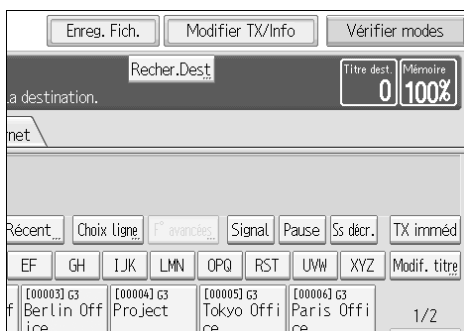 Enreg. Fich. Modifier TX/Info Vérifier modes
Recher.Dest. Titre dest. Mémoire
la destination. 0 100%
rnet
Récent Choix ligne F° avancées Signal Pause Ss décr. TX imméd
EF GH IJK LMN OPQ RST UVW XYZ Modif. titre
[00003] G3 [00004] G3 [00005] G3 [00006] G3
f Berlin Off Project Tokyo Offi Paris Offi 1/2
ice ce ce